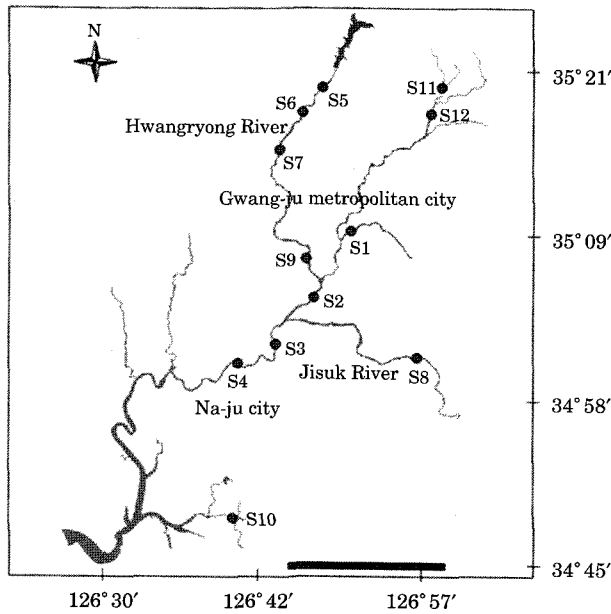 N
35°21′
S11
S5
S6
S12
Hwangryong River
S7
Gwang-ju metropolitan city
35°09′
S1
S9
S2
S3
S4
Jisuk River
S8
34°58′
Na-ju city
S10
34°45′
126°30′
126°42′
126°57′